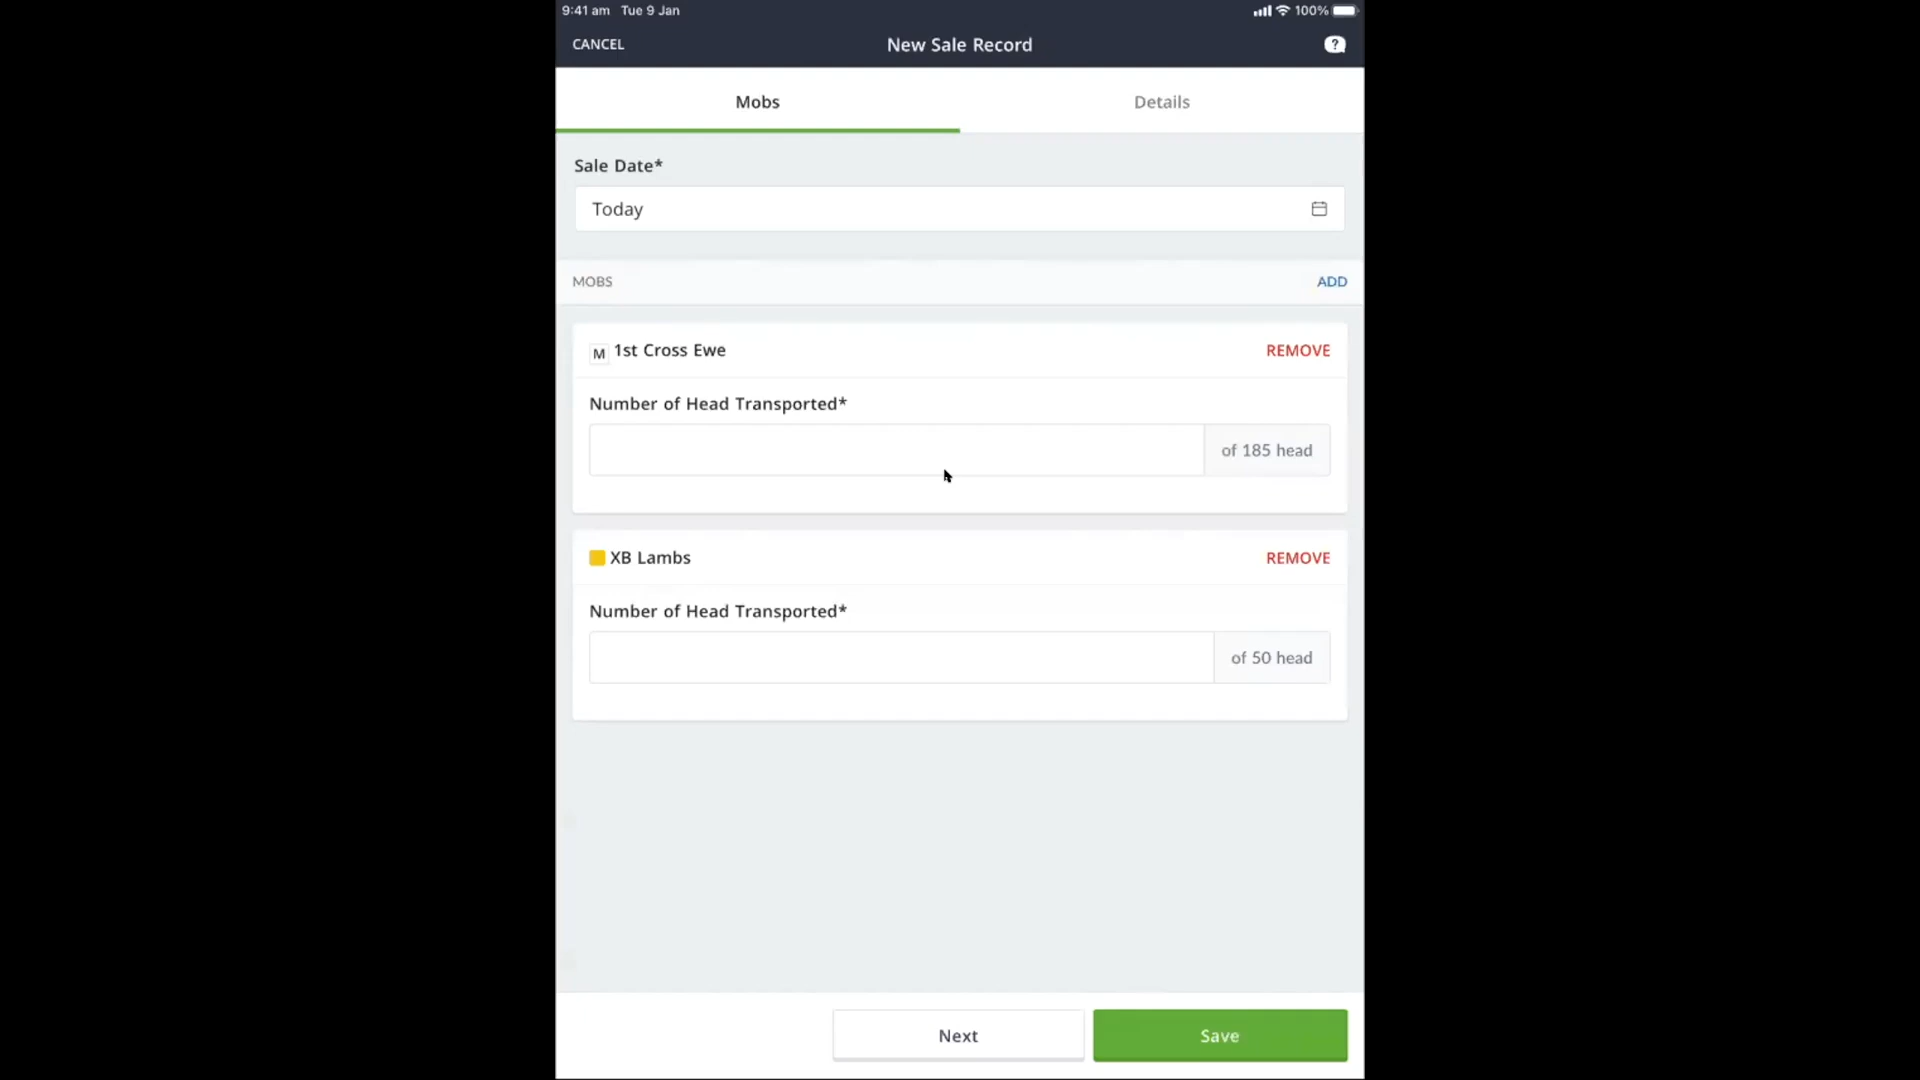 9:41 am Tue 9 Jan 100%
CANCEL New Sale Record ?
Mobs Details
Sale Date*
Today
MOBS ADD
M 1st Cross Ewe REMOVE
Number of Head Transported*
of 185 head
XB Lambs REMOVE
Number of Head Transported*
of 50 head
Next Save